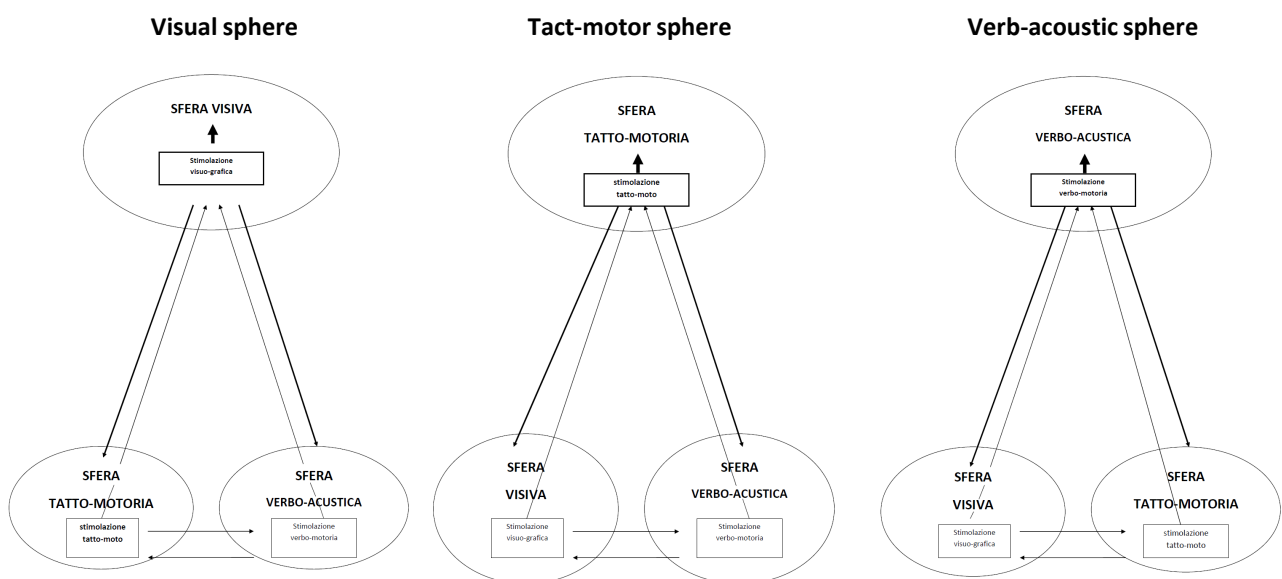 Visual sphere
Tact-motor sphere
Verb-acoustic sphere
SFERA VISIVA
Stimolazione
visuo-grafica
SFERA
TATTO-MOTORIA
stimolazione
tatto-moto
SFERA
VERBO-ACUSTICA
Stimolazione
verbo-motoria
SFERA
TATTO-MOTORIA
stimolazione
tatto-moto
SFERA
VERBO-ACUSTICA
Stimolazione
verbo-motoria
SFERA
VISIVA
Stimolazione
visuo-grafica
SFERA
VERBO-ACUSTICA
Stimolazione
verbo-motoria
SFERA
VISIVA
Stimolazione
visuo-grafica
SFERA
TATTO-MOTORIA
stimolazione
tatto-moto